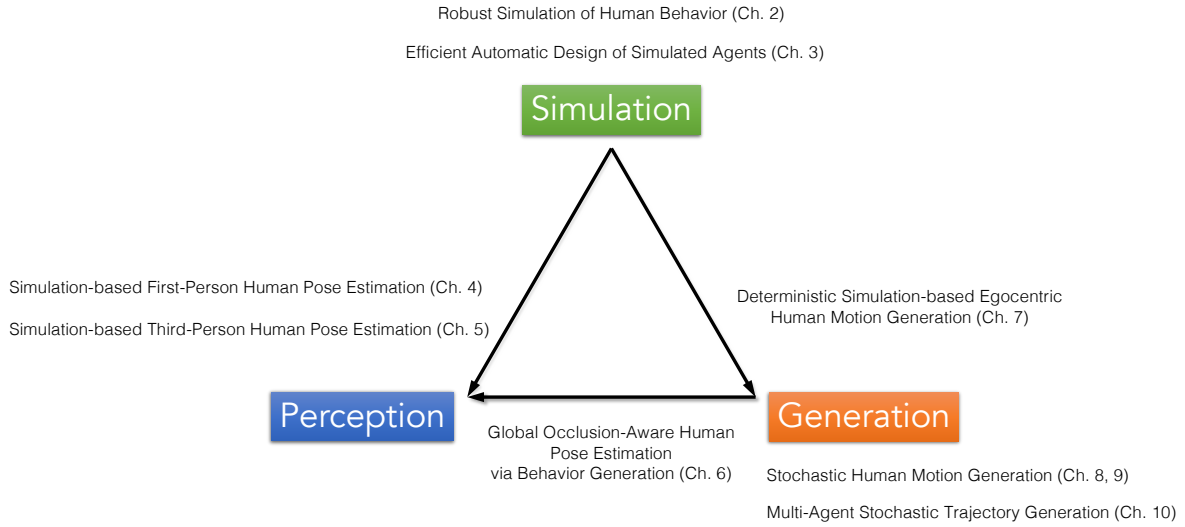 Robust Simulation of Human Behavior (Ch. 2)
Efficient Automatic Design of Simulated Agents (Ch. 3)
Simulation
Simulation-based First-Person Human Pose Estimation (Ch. 4)
Simulation-based Third-Person Human Pose Estimation (Ch. 5)
Deterministic Simulation-based Egocentric
Human Motion Generation (Ch. 7)
Perception
Generation
Global Occlusion-Aware Human
Pose Estimation
via Behavior Generation (Ch. 6)
Stochastic Human Motion Generation (Ch. 8, 9)
Multi-Agent Stochastic Trajectory Generation (Ch. 10)